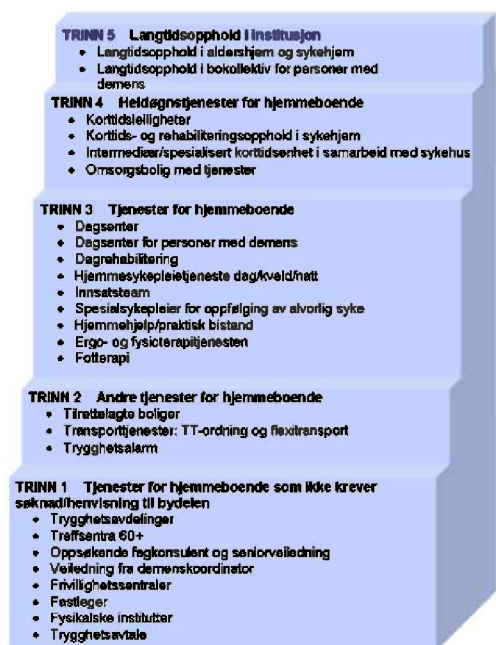 TRINN 5 Langtidsopphold i institusjon
• Langtidsopphold i aldershjem og sykehjem
• Langtidsopphold i bokollektiv for personer med
demens
TRINN 4 Heldøgnstjenester for hjemmeboende
• Korttidsleiligheter
• Korttids- og rehabiliteringsopphold i sykehjem
• Intermediær/spesialisert korttidsenhet i samarbeid med sykehus
• Omsorgsbolig med tjenester
TRINN 3 Tjenester for hjemmeboende
• Dagsenter
• Dagsenter for personer med demens
• Dagrehabilitering
• Hjemmesykepleietjeneste dag/kveld/natt
• Innsatsteam
• Spesialsykepleier for oppfølging av alvorlig syke
• Hjemmehjelp/praktisk bistand
• Ergo- og fysioterapitjenesten
• Fotterapi
TRINN 2 Andre tjenester for hjemmeboende
• Tilrettelagte boliger
• Transporttjenester: TT-ordning og flexitransport
• Trygghetsalarm
TRINN 1 Tjenester for hjemmeboende som ikke krever
søknad/henvisning til bydelen
• Trygghetsavdelinger
• Treffsentra 60+
• Oppsøkende fagkonsulent og seniorveiledning
• Veiledning fra demenskoordinator
• Frivillighetssentraler
• Fastleger
• Fysikalske institutter
• Trygghetsavtale